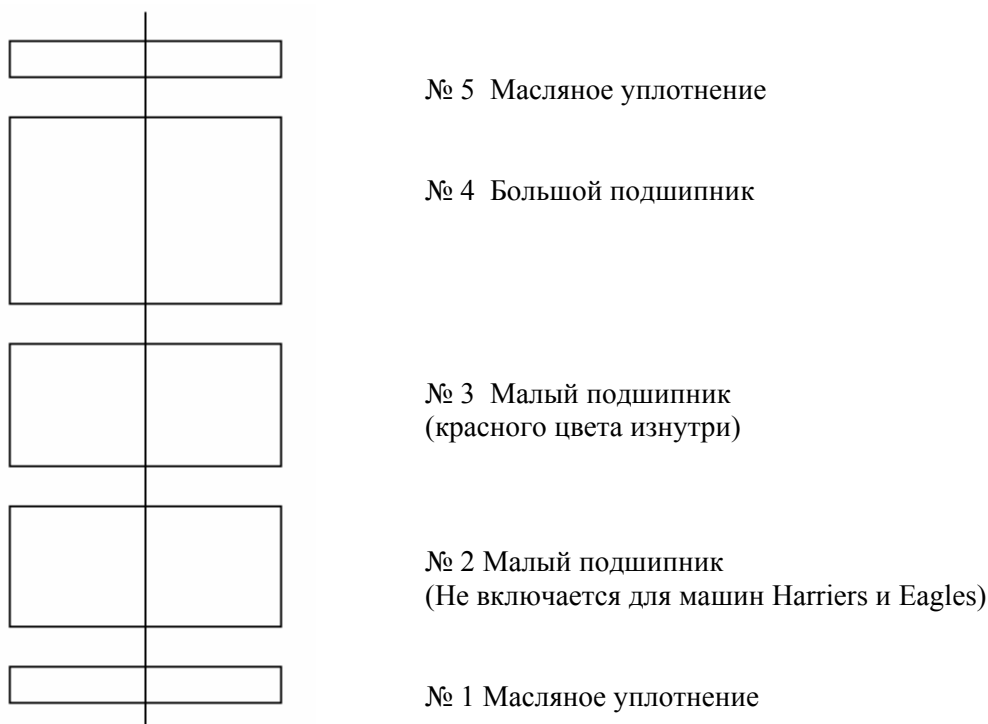 № 5 Масляное уплотнение
№ 4 Большой подшипник
№ 3 Малый подшипник
(красного цвета изнутри)
№ 2 Малый подшипник
(Не включается для машин Harriers и Eagles)
№ 1 Масляное уплотнение